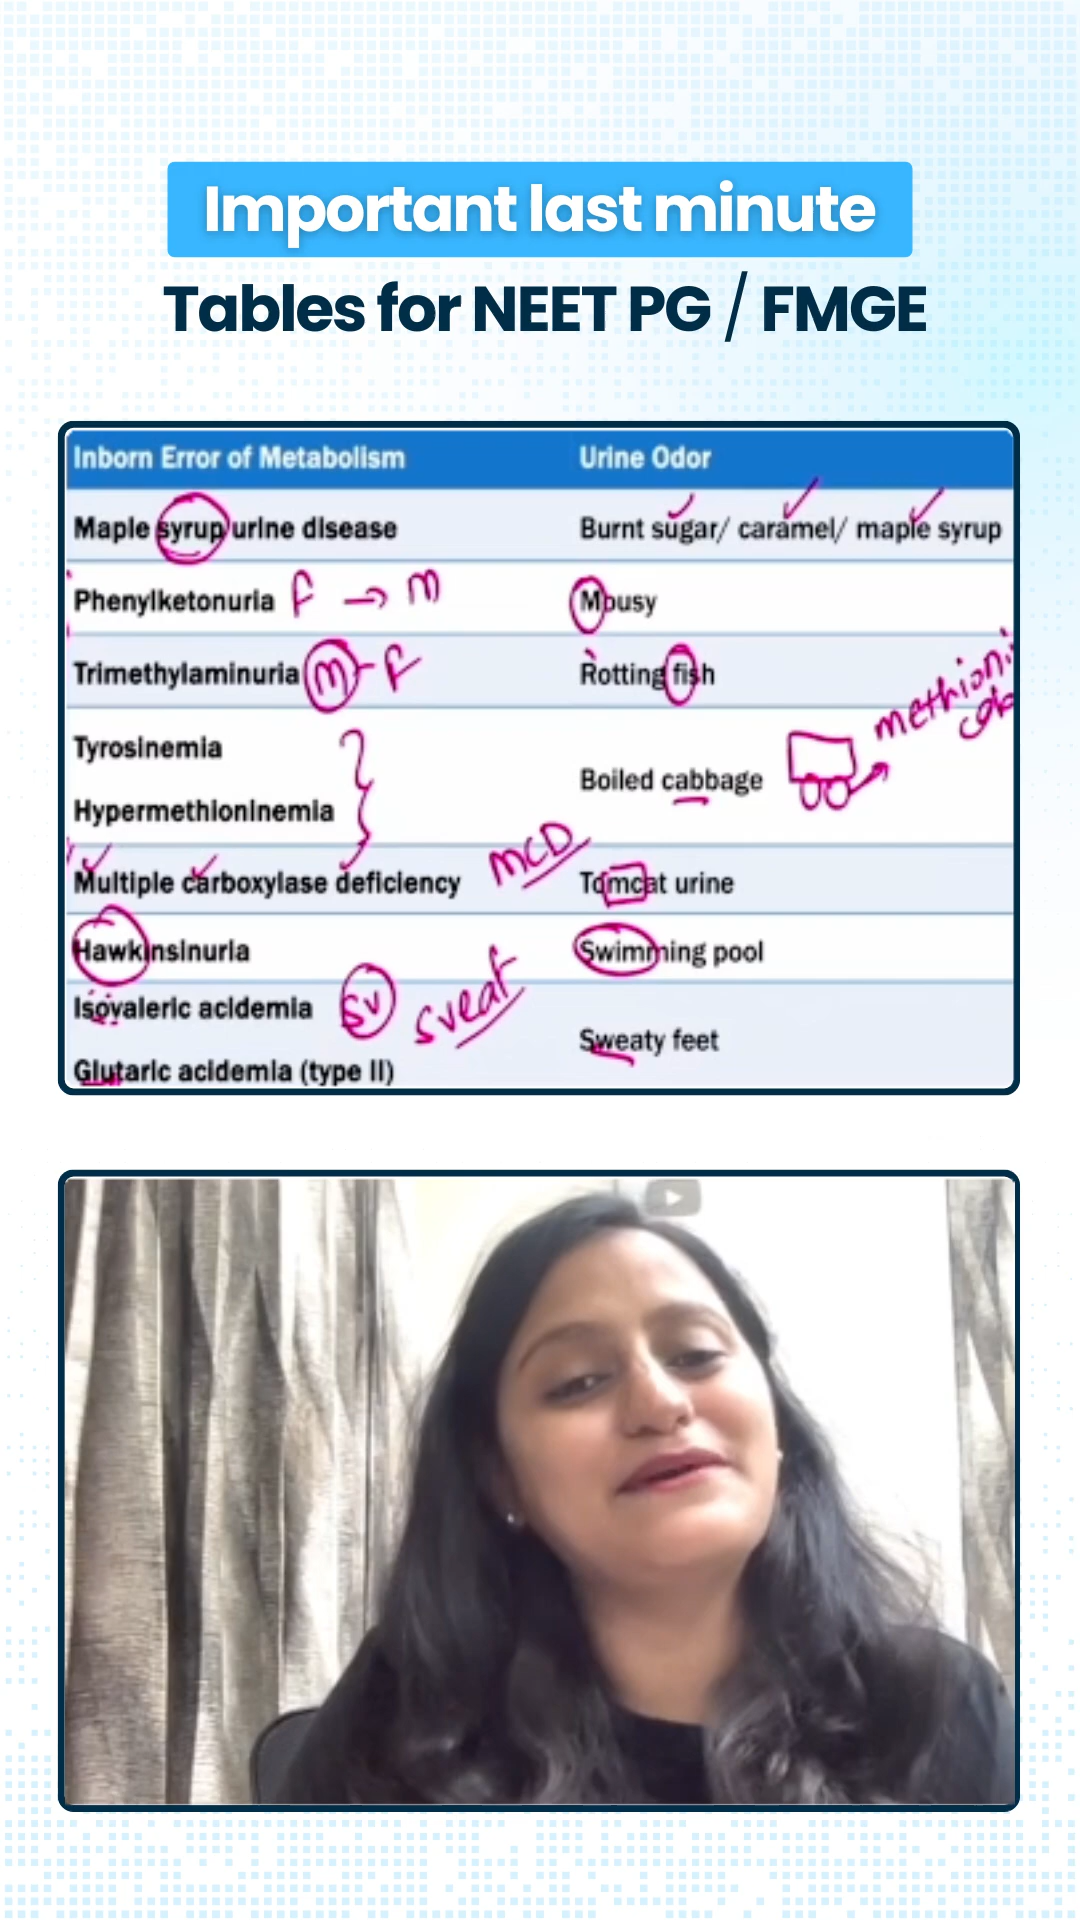 Important last minute
Tables for NEET PG / FMGE
Inborn Error of Metabolism Urine Odor
Maple syrup urine disease Burnt sugar/ caramel/ maple syrup
Phenylketonuria F → m Mousy
Trimethylaminuria m - F Rotting fish
methioni
Tyrosinemia
Boiled cabbage
Hypermethioninemia
MCD
Multiple carboxylase deficiency Tomcat urine
Hawkinsinuria Swimming pool
Isovaleric acidemia sv sveat
Sweaty feet
Glutaric acidemia (type II)